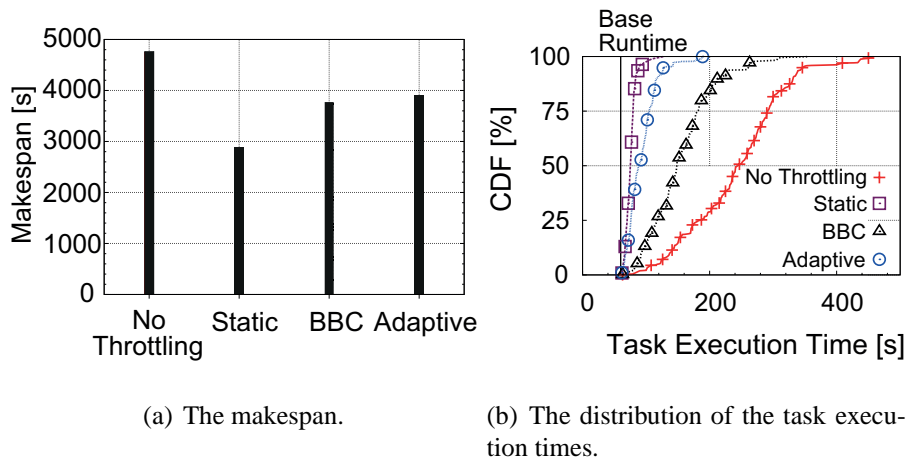 Makespan [s]
5000
4000
3000
2000
1000
0
No
Throttling
Static
BBC
Adaptive
Base
Runtime
CDF [%]
100
75
50
25
0
No Throttling
Static
BBC
Adaptive
0
200
400
Task Execution Time [s]
(a) The makespan.
(b) The distribution of the task execu-
tion times.